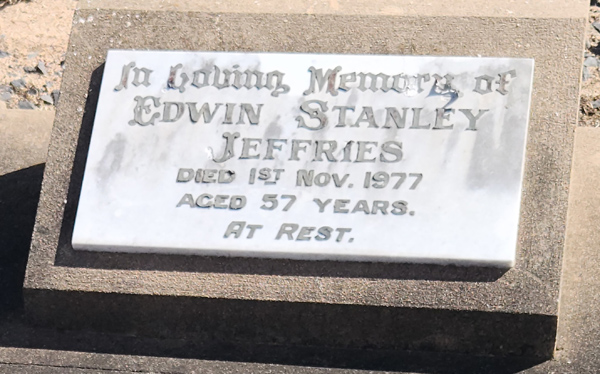 In Loving Memory of
EDWIN STANLEY
JEFFRIES
DIED 1ST NOV. 1977
AGED 57 YEARS.
AT REST.